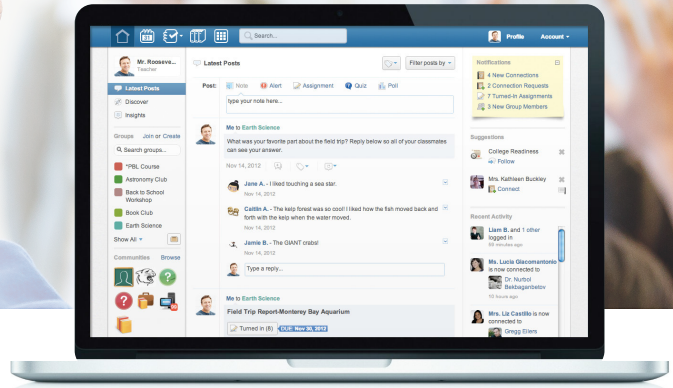 31
Search...
Profile
Account
Mr. Rooseve...
Teacher
Latest Posts
Discover
Insights
Groups
Join or Create
Search groups...
*PBL Course
Astronomy Club
Back to School
Workshop
Book Club
Earth Science
Show All
Communities
Browse
Latest Posts
Filter posts by
Post:
Note
Alert
Assignment
Quiz
Poll
type your note here...
Me to Earth Science
What was your favorite part about the field trip? Reply below so all of your classmates
can see your answer.
Nov 14, 2012
Jane A. - I liked touching a sea star.
Nov 14, 2012
Caitlin A. - The kelp forest was so cool! I liked how the fish moved back and
forth with the kelp when the water moved.
Nov 14, 2012
Jamie B. - The GIANT crabs!
Nov 14, 2012
Type a reply...
Me to Earth Science
Field Trip Report-Monterey Bay Aquarium
Turned in (8)
DUE: Nov 30, 2012
Notifications
4 New Connections
2 Connection Requests
7 Turned-in Assignments
3 New Group Members
Suggestions
College Readiness
Follow
Mrs. Kathleen Buckley
Connect
Recent Activity
Liam B. and 1 other
logged in
Ms. Lucia Giacomantonio
is now connected to
Dr. Nurbol
Bekbaganbetov
10 hours ago
Mrs. Liz Castillo is now
connected to
Gregg Eilers